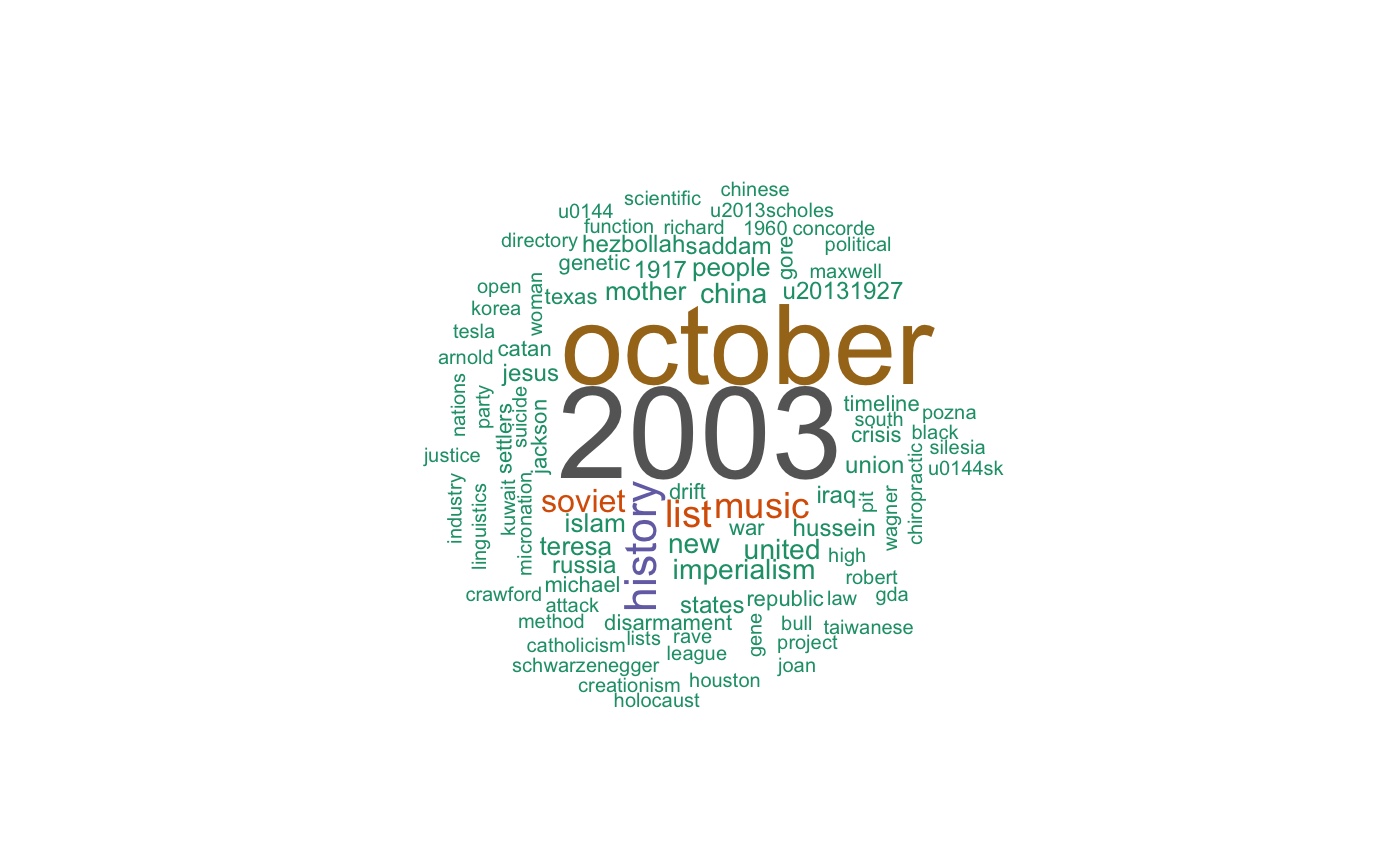 chinese
scientific
u0144 u2013scholes
function richard 1960 concorde
directory hezbollah saddam gore political
genetic 1917 people maxwell
open woman texas mother china u20131927
korea
tesla october
arnold catan
jesus
nations party suicide 2003 timeline
settlers jackson south pozna
crisis black
justice silesia
union chiropractic u0144sk
industry linguistics kuwait micronation soviet history drift list music iraq pit wagner
islam war hussein
teresa new united high
russia imperialism
michael robert
crawford attack states republic law gda
method disarmament gene bull taiwanese
catholicism lists rave project
league
schwarzenegger joan
creationism houston
holocaust